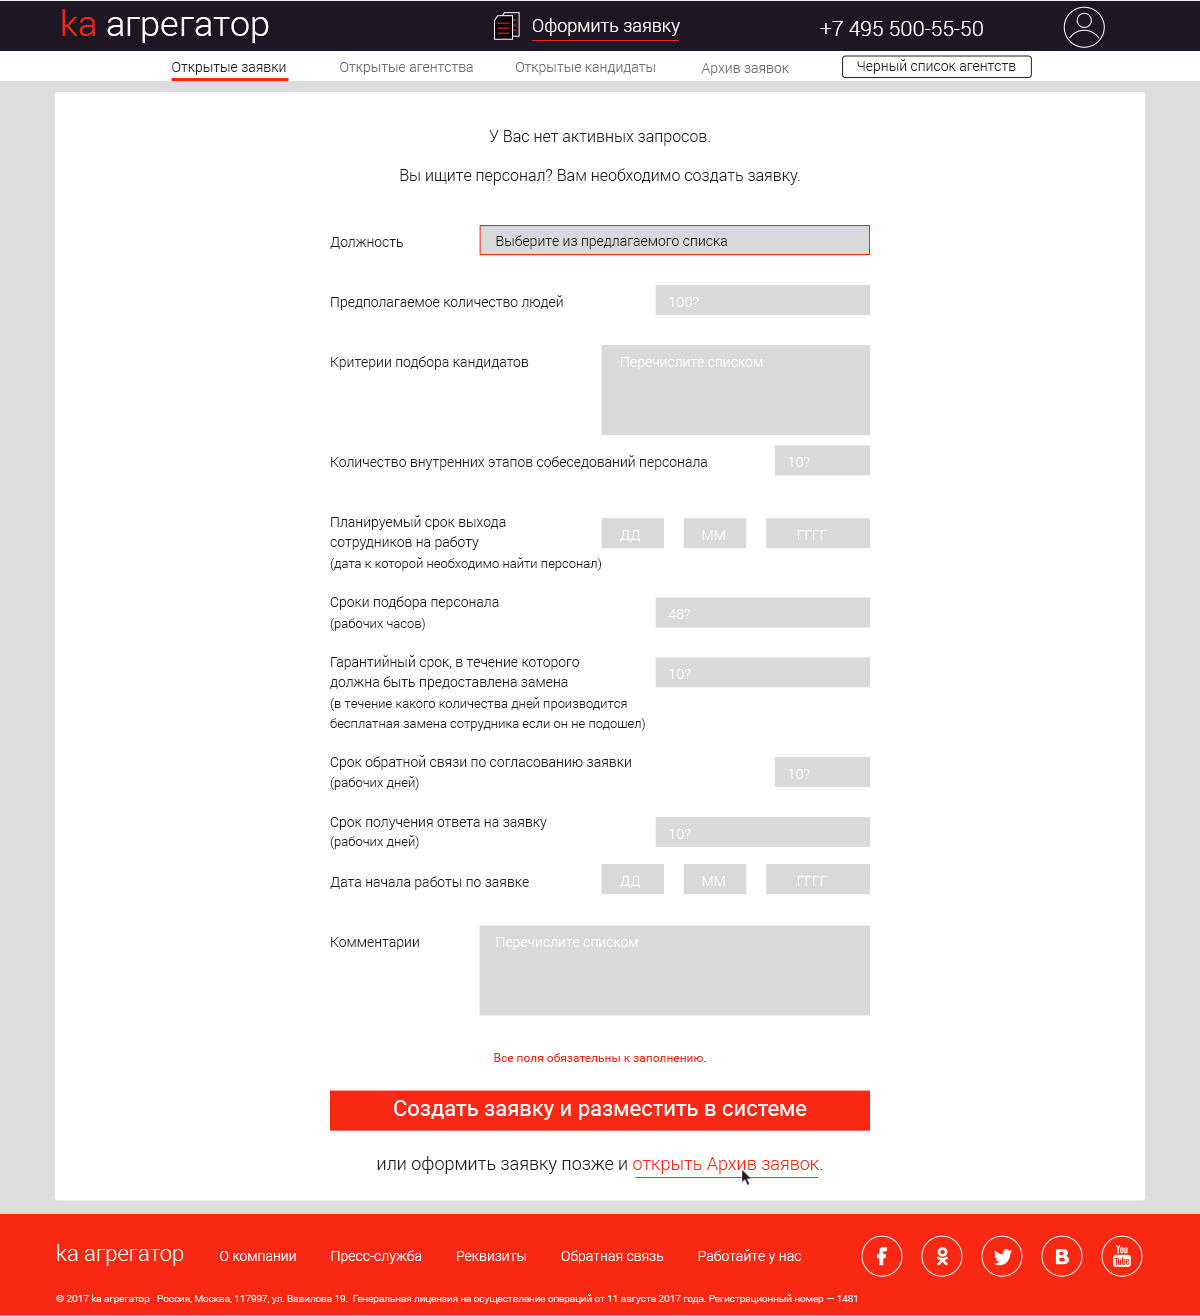 ka агрегатор
Оформить заявку
+7 495 500-55-50
Открытые заявки
Открытые агентства
Открытые кандидаты
Архив заявок
Черный список агентств
У Вас нет активных запросов.
Вы ищите персонал? Вам необходимо создать заявку.
Должность
Выберите из предлагаемого списка
Предполагаемое количество людей
100?
Критерии подбора кандидатов
Перечислите списком
Количество внутренних этапов собеседований персонала
10?
Планируемый срок выхода
сотрудников на работу
(дата к которой необходимо найти персонал)
ДД
ММ
ГГГГ
Сроки подбора персонала
(рабочих часов)
48?
Гарантийный срок, в течение которого
должна быть предоставлена замена
(в течение какого количества дней производится
бесплатная замена сотрудника если он не подошел)
10?
Срок обратной связи по согласованию заявки
(рабочих дней)
10?
Срок получения ответа на заявку
(рабочих дней)
10?
Дата начала работы по заявке
ДД
ММ
ГГГГ
Комментарии
Перечислите списком
Все поля обязательны к заполнению.
Создать заявку и разместить в системе
или оформить заявку позже и открыть Архив заявок.
ka агрегатор
О компании
Пресс-служба
Реквизиты
Обратная связь
Работайте у нас
You
Tube
© 2017 ka агрегатор Россия, Москва, 117997, ул. Вавилова 19. Генеральная лицензия на осуществление операций от 11 августа 2017 года. Регистрационный номер — 1481